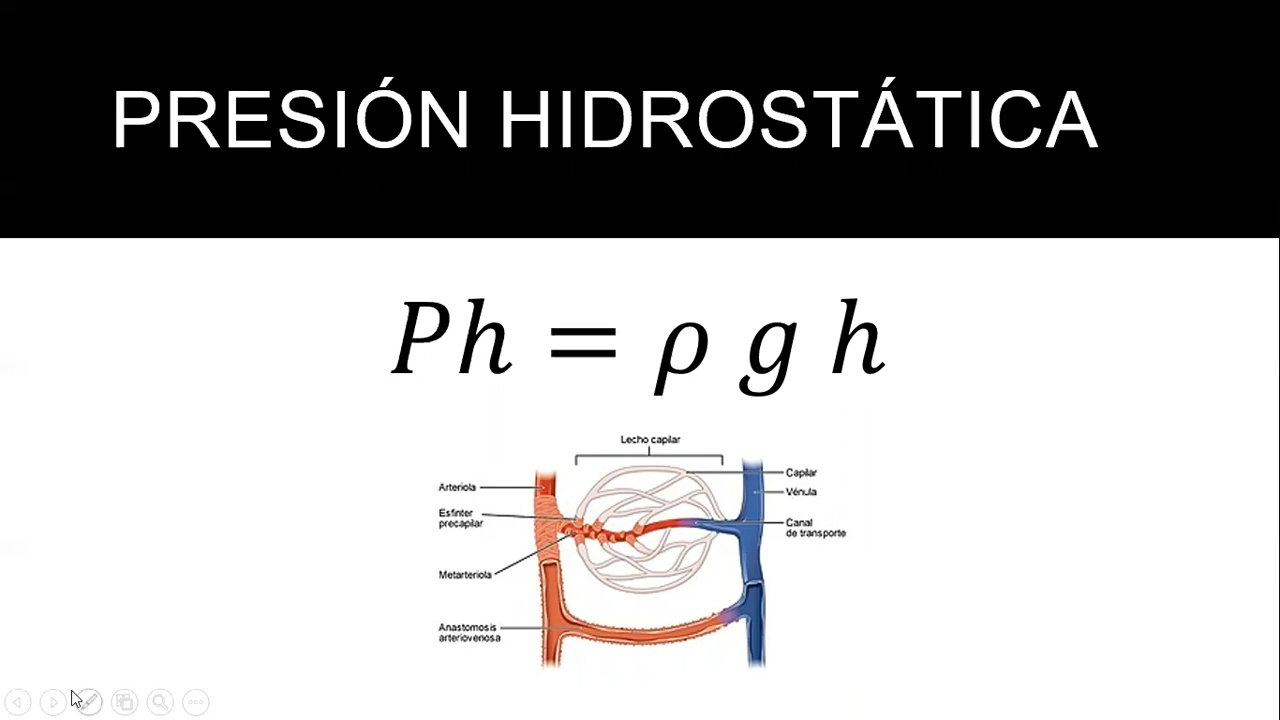 PRESIÓN HIDROSTÁTICA
Ph = ρ g h
Lecho capilar
Arteriola
Esfínter
precapilar
Metarteriola
Anastomosis
arteriovenosa
Capilar
Vénula
Canal
de transporte